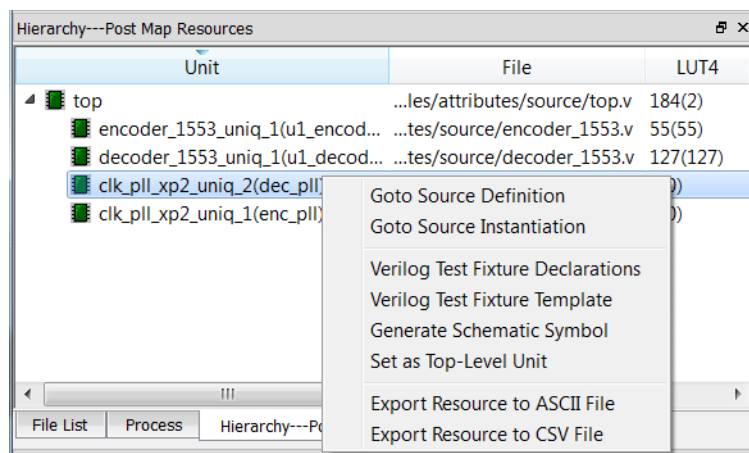 Hierarchy---Post Map Resources
Unit File LUT4
top ...les/attributes/source/top.v 184(2)
encoder_1553_uniq_1(u1_encod... ...tes/source/encoder_1553.v 55(55)
decoder_1553_uniq_1(u1_decod... ...tes/source/decoder_1553.v 127(127)
clk_pll_xp2_uniq_2(dec_pll)
clk_pll_xp2_uniq_1(enc_pll)
Goto Source Definition
Goto Source Instantiation
Verilog Test Fixture Declarations
Verilog Test Fixture Template
Generate Schematic Symbol
Set as Top-Level Unit
Export Resource to ASCII File
Export Resource to CSV File
File List Process Hierarchy---Po